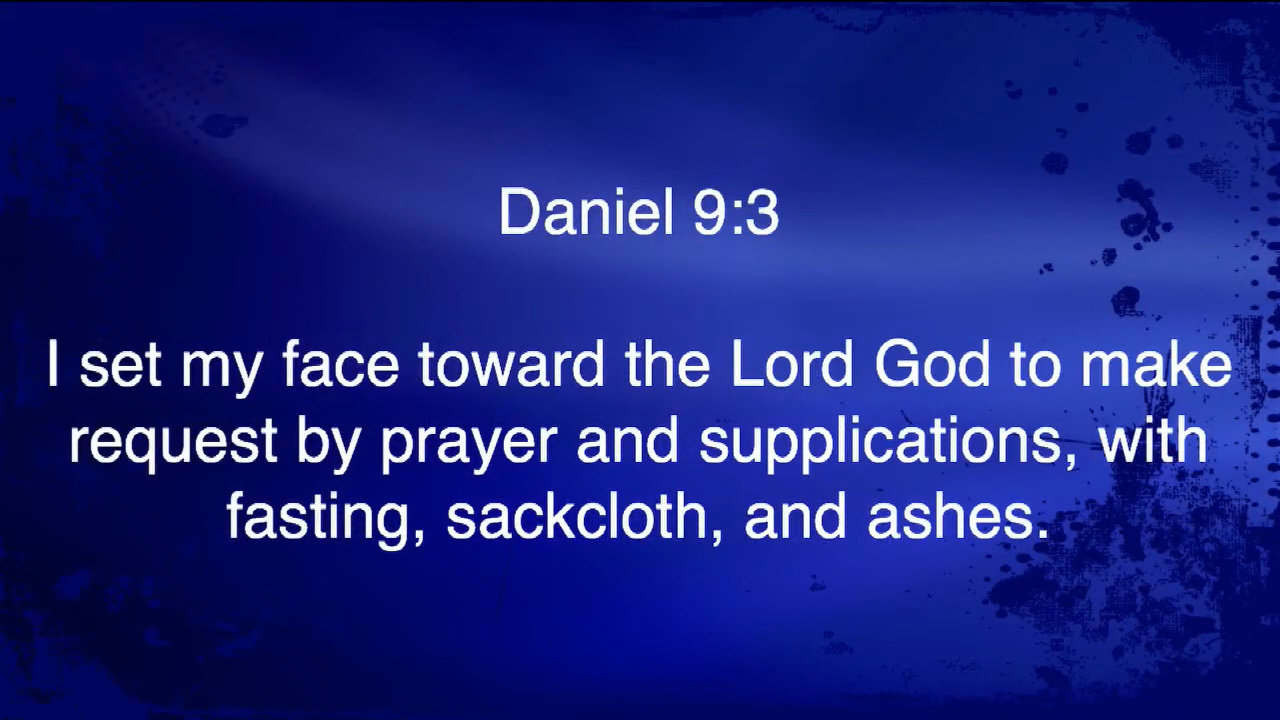 Daniel 9:3
I set my face toward the Lord God to make
request by prayer and supplications, with
fasting, sackcloth, and ashes.